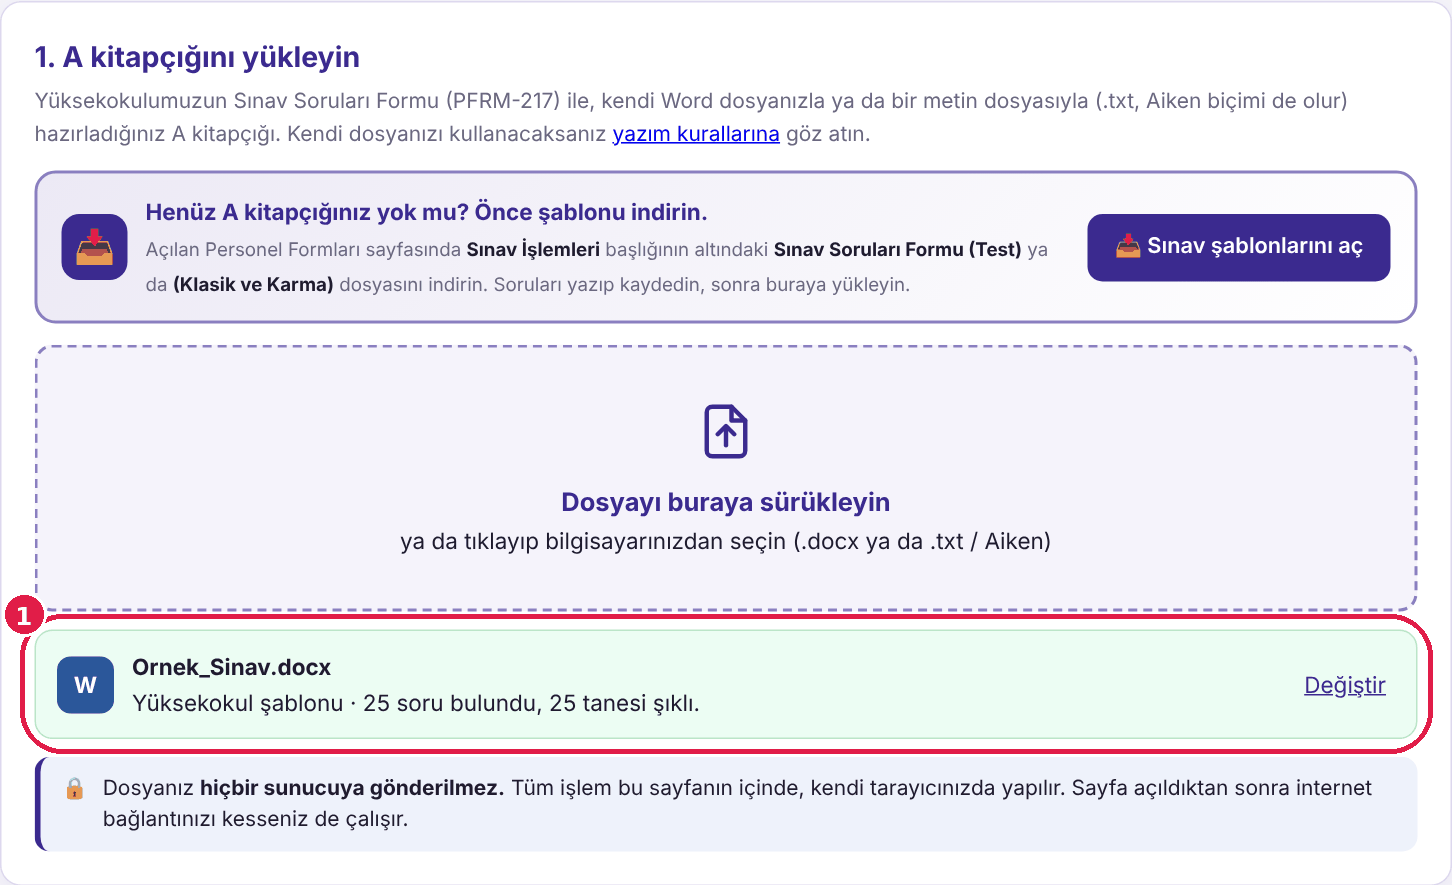 1. A kitapçığını yükleyin
Yüksekokulumuzun Sınav Soruları Formu (PFRM-217) ile, kendi Word dosyanızla ya da bir metin dosyasıyla (.txt, Aiken biçimi de olur)
hazırladığınız A kitapçığı. Kendi dosyanızı kullanacaksanız yazım kurallarına göz atın.
Henüz A kitapçığınız yok mu? Önce şablonu indirin.
Açılan Personel Formları sayfasında Sınav İşlemleri başlığının altındaki Sınav Soruları Formu (Test) ya
da (Klasik ve Karma) dosyasını indirin. Soruları yazıp kaydedin, sonra buraya yükleyin.
Sınav şablonlarını aç
Dosyayı buraya sürükleyin
ya da tıklayıp bilgisayarınızdan seçin (.docx ya da .txt / Aiken)
1
W
Ornek_Sinav.docx
Yüksekokul şablonu · 25 soru bulundu, 25 tanesi şıklı.
Değiştir
Dosyanız hiçbir sunucuya gönderilmez. Tüm işlem bu sayfanın içinde, kendi tarayıcınızda yapılır. Sayfa açıldıktan sonra internet
bağlantınızı kesseniz de çalışır.